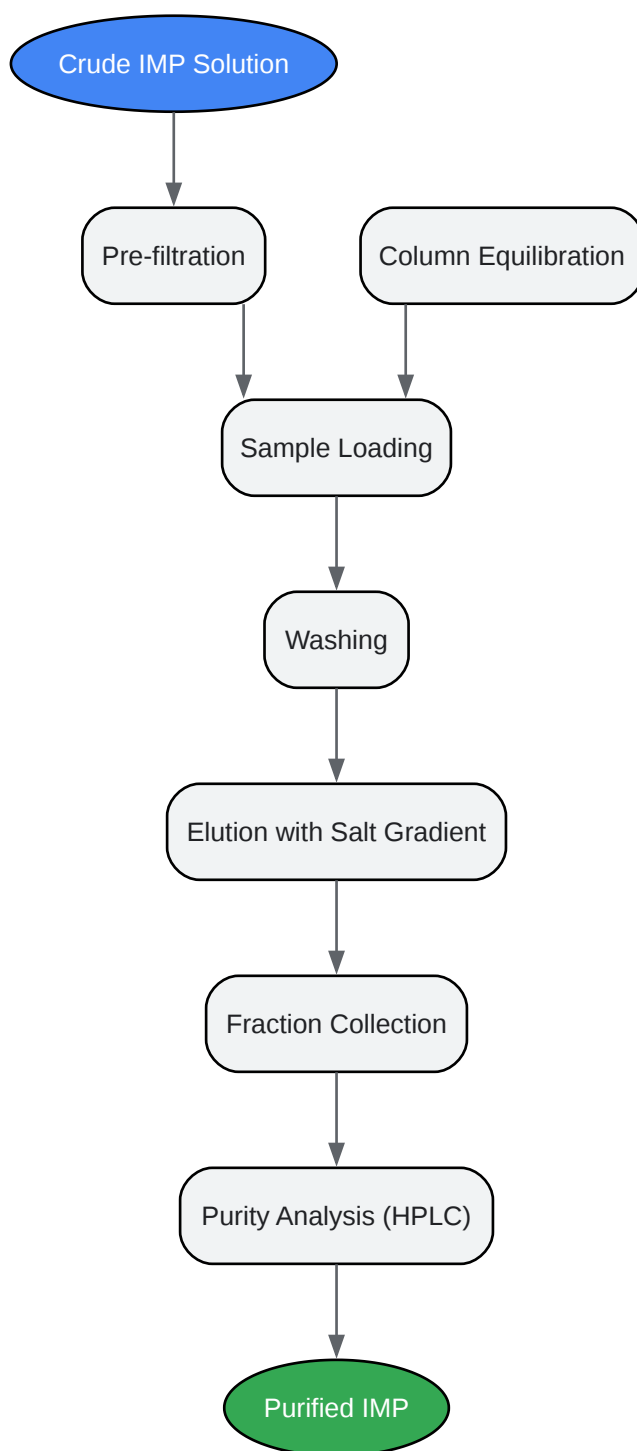 Crude IMP Solution
Pre-filtration
Column Equilibration
Sample Loading
Washing
Elution with Salt Gradient
Fraction Collection
Purity Analysis (HPLC)
Purified IMP